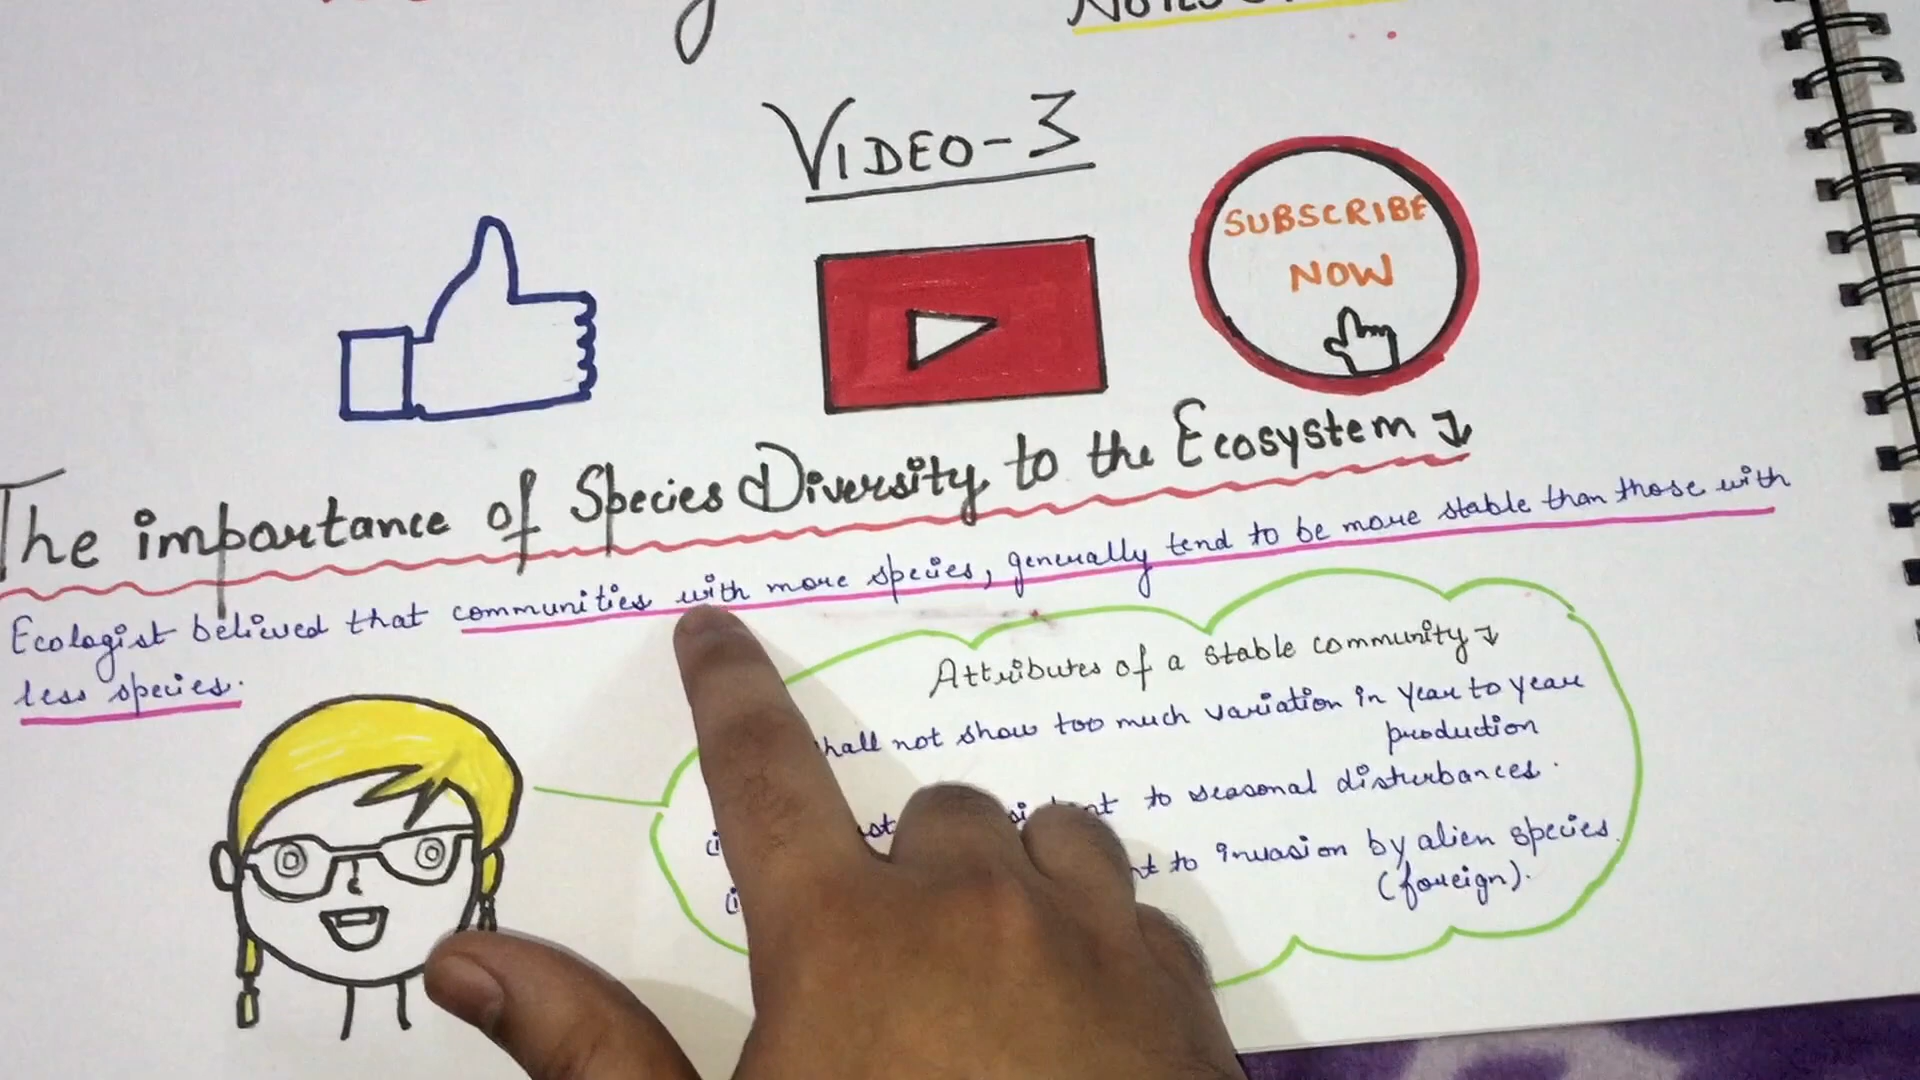 VIDEO-3
SUBSCRIBE
NOW
The importance of Species Diversity to the Ecosystem
Ecologist believed that communities with more species, generally tend to be more stable than those with
less species.
Attributes of a stable community
hall not show too much variation in year to year
production
to seasonal disturbances.
to invasion by alien species.
(foreign).